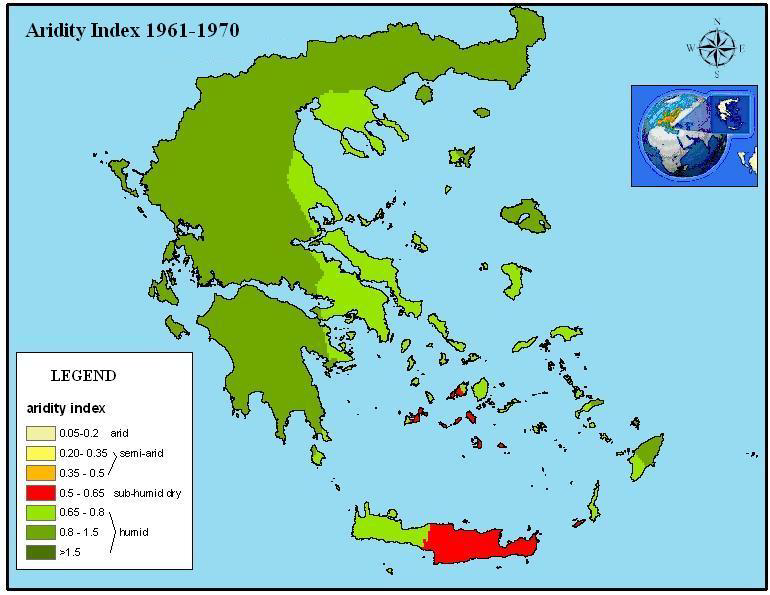 Aridity Index 1961-1970
N
W E
S
LEGEND
aridity index
0.05-0.2 arid
0.20- 0.35
semi-arid
0.35 - 0.5
0.5 - 0.65 sub-humid dry
0.65 - 0.8
0.8 - 1.5 humid
>1.5